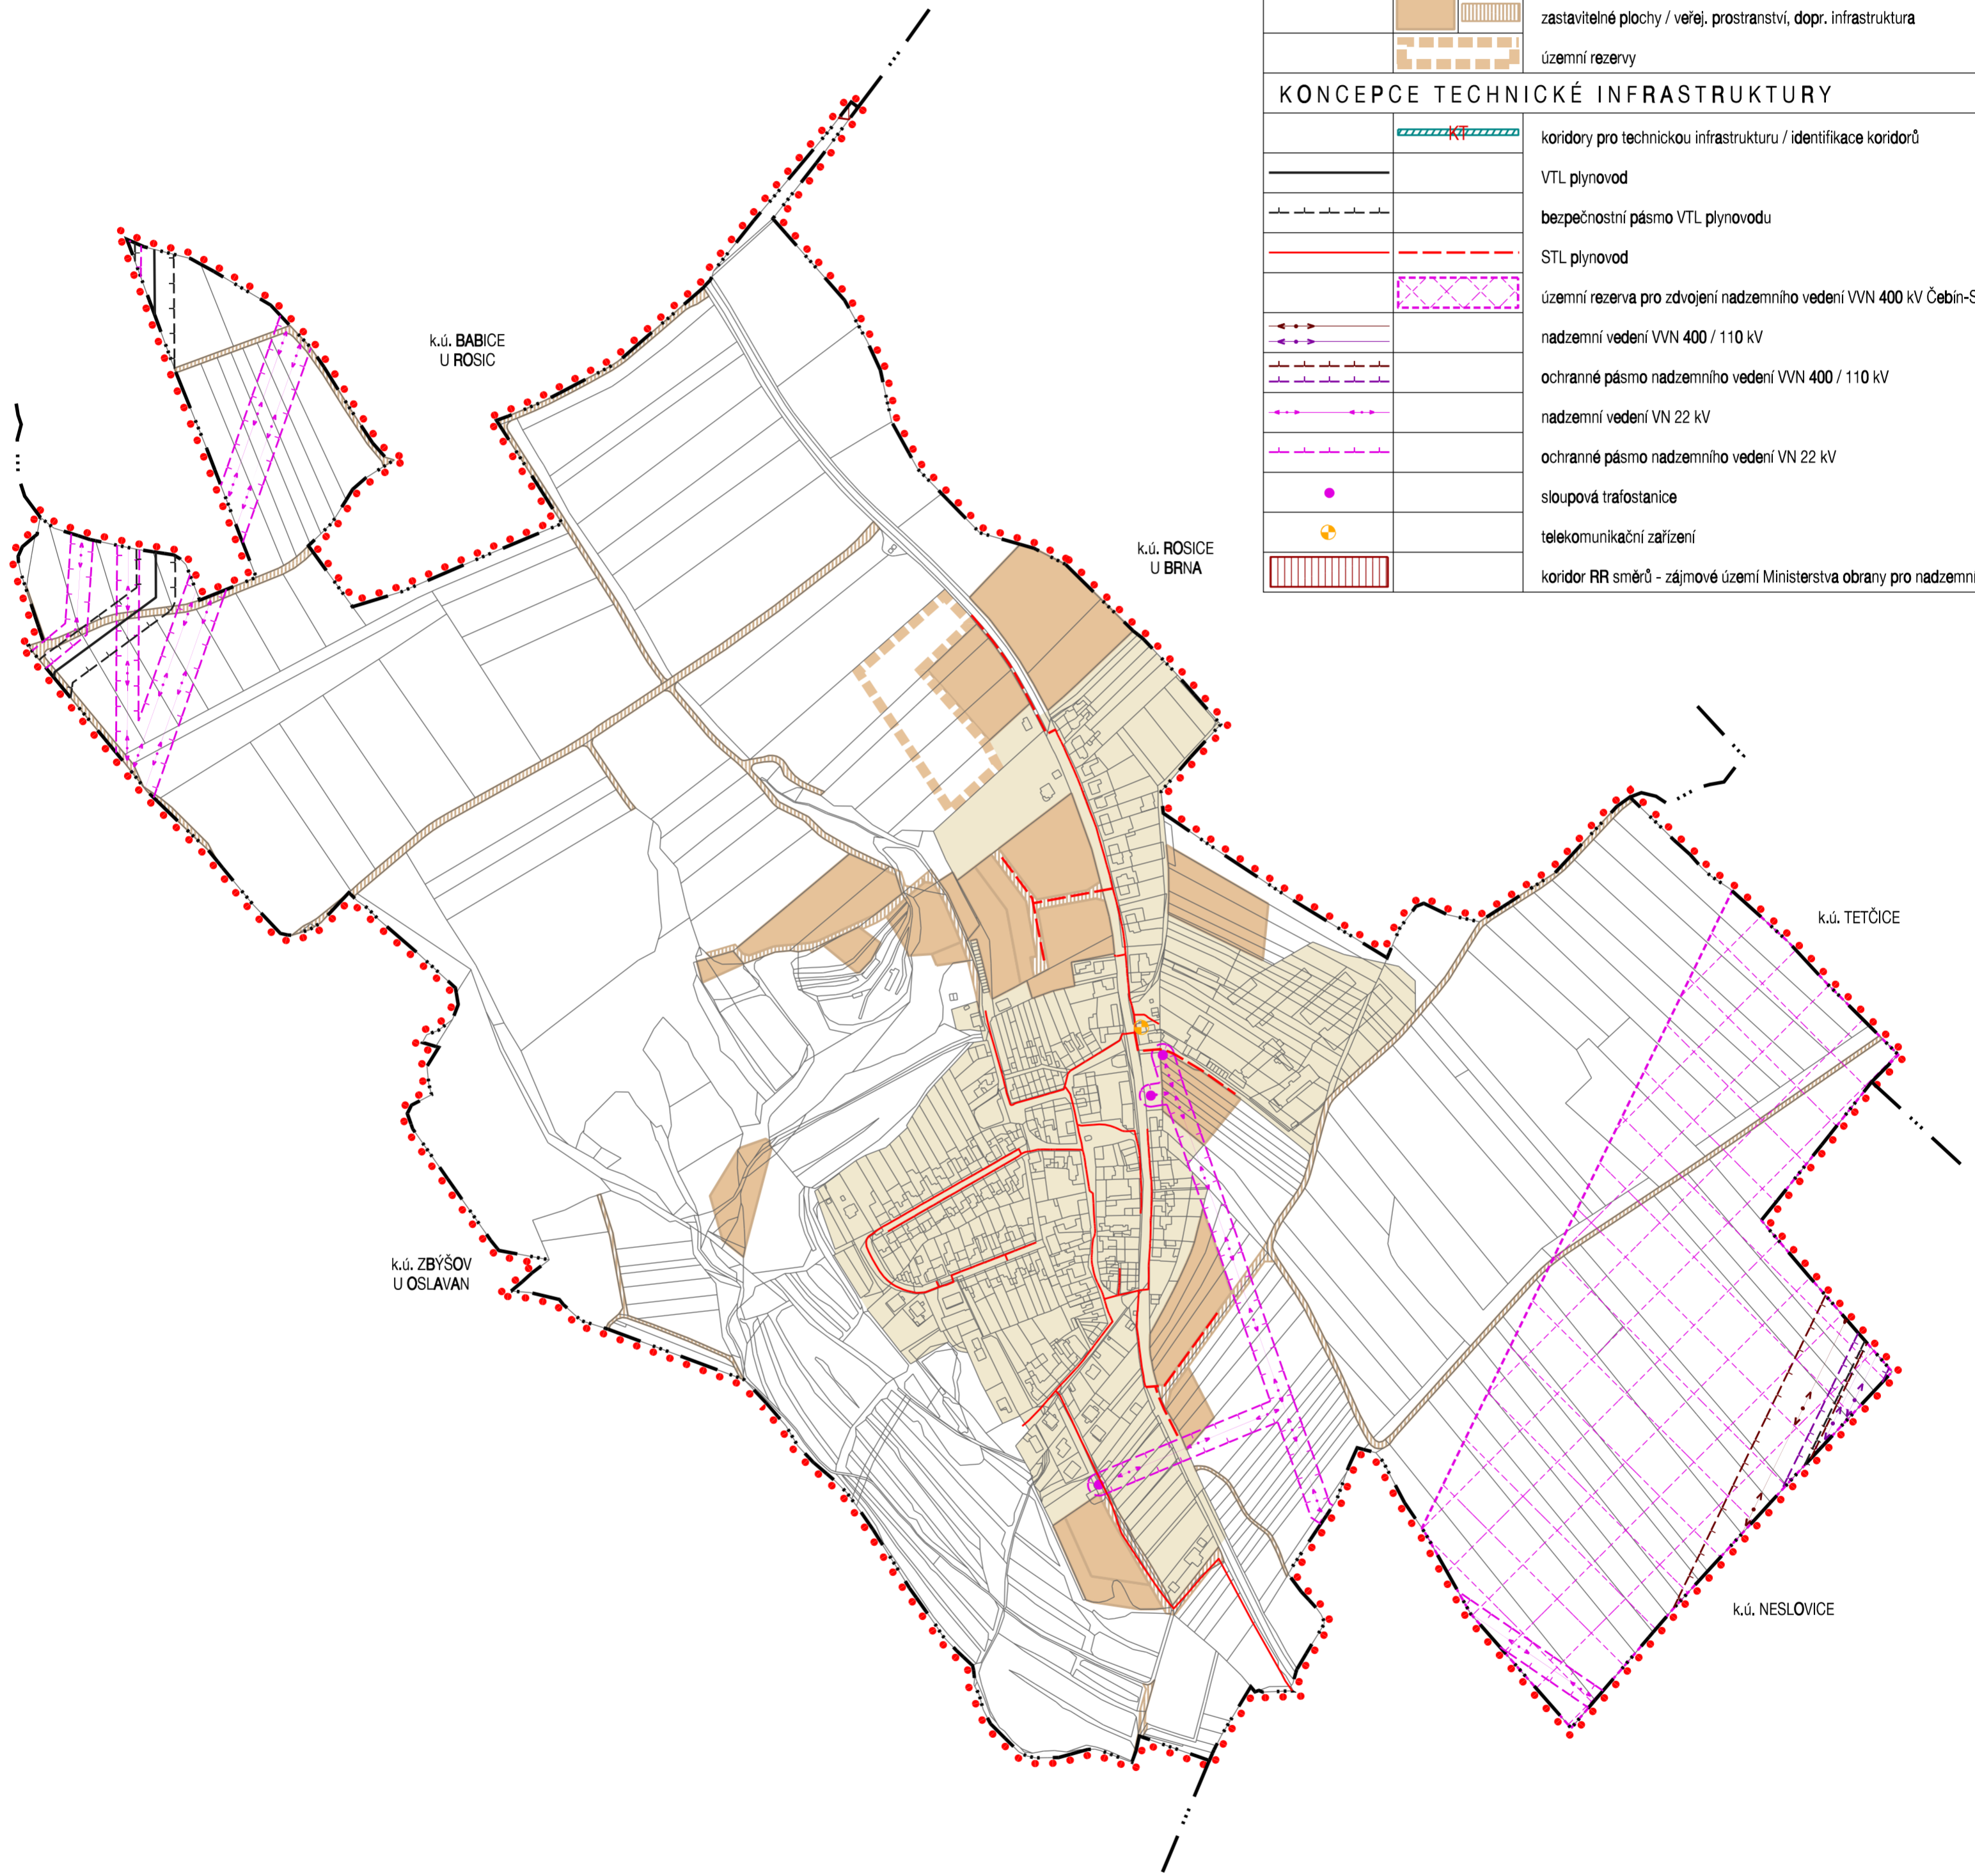 zastavitelné plochy / veřej. prostranství, dopr. infrastruktura
územní rezervy
KONCEPCE TECHNICKÉ INFRASTRUKTURY
KT
koridory pro technickou infrastrukturu / identifikace koridorů
VTL plynovod
bezpečnostní pásmo VTL plynovodu
STL plynovod
územní rezerva pro zdvojení nadzemního vedení VVN 400 kV Čebín-S
nadzemní vedení VVN 400 / 110 kV
ochranné pásmo nadzemního vedení VVN 400 / 110 kV
nadzemní vedení VN 22 kV
ochranné pásmo nadzemního vedení VN 22 kV
sloupová trafostanice
telekomunikační zařízení
koridor RR směrů - zájmové území Ministerstva obrany pro nadzemní
k.ú. BABICE
U ROSIC
k.ú. ROSICE
U BRNA
k.ú. TETČICE
k.ú. ZBÝŠOV
U OSLAVAN
k.ú. NESLOVICE